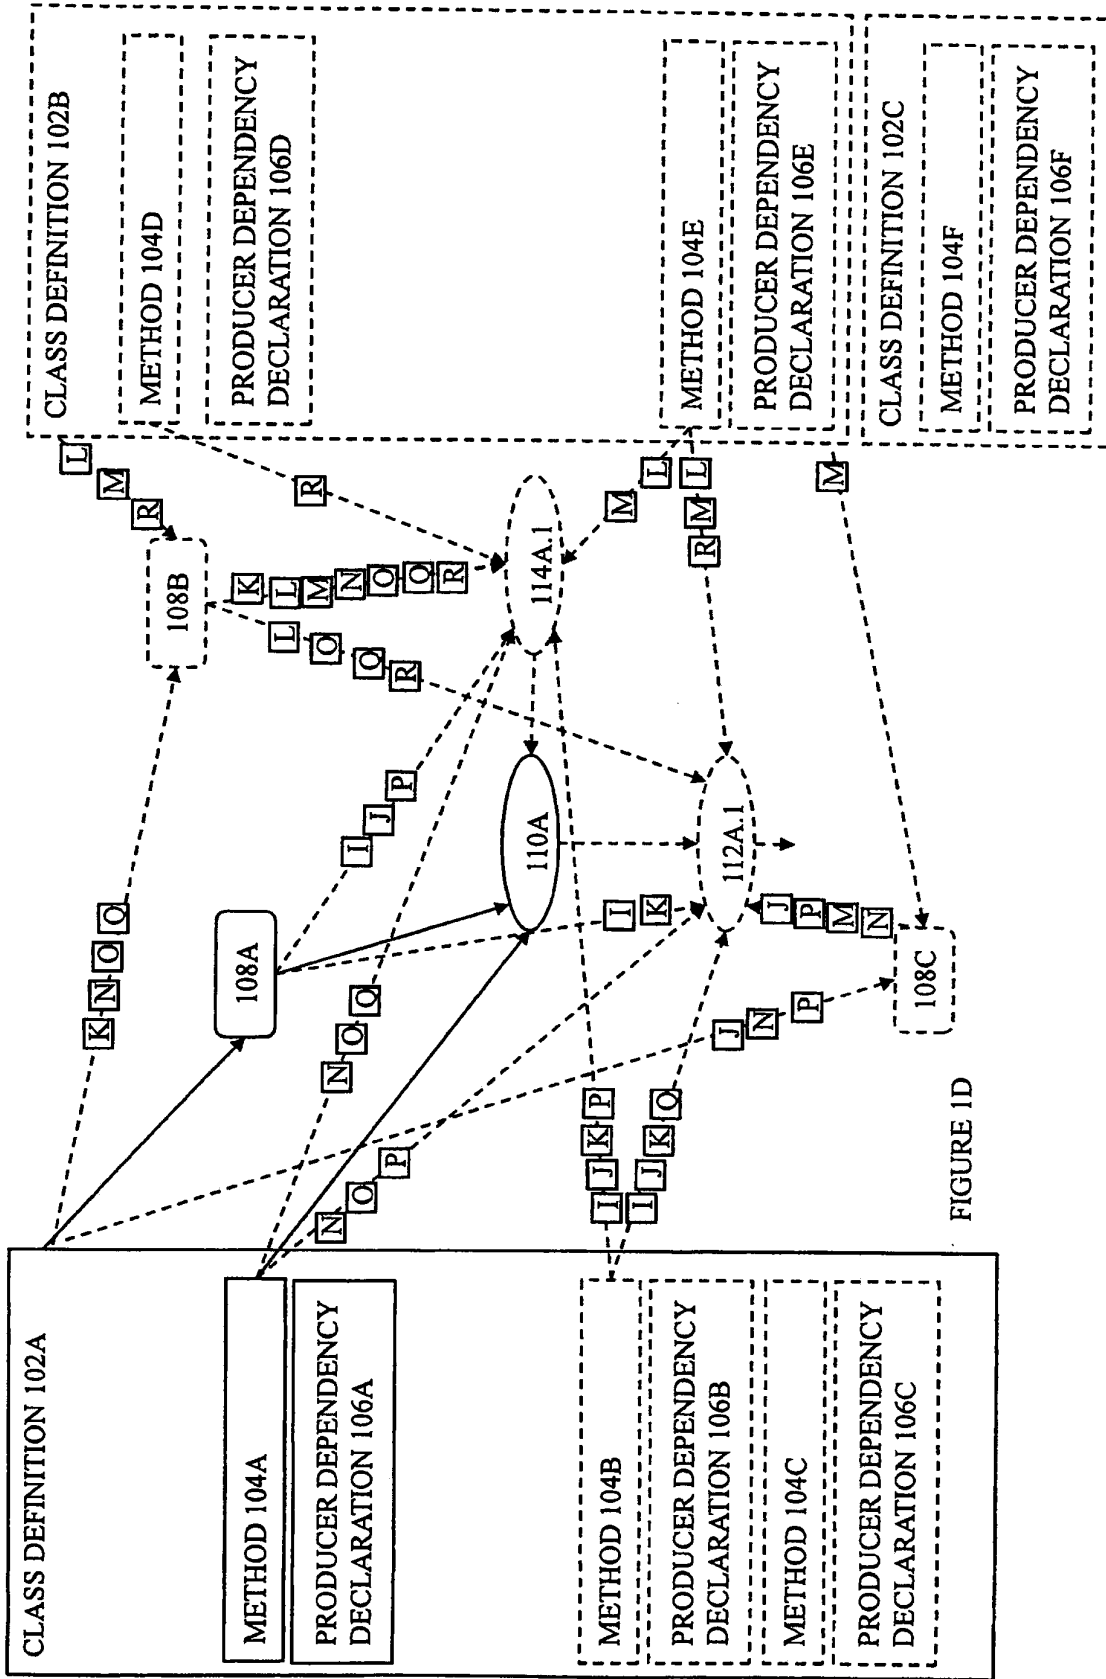 CLASS DEFINITION 102A
METHOD 104A
PRODUCER DEPENDENCY
DECLARATION 106A
METHOD 104B
PRODUCER DEPENDENCY
DECLARATION 106B
METHOD 104C
PRODUCER DEPENDENCY
DECLARATION 106C
K N O Q
108A
N O Q
N O P
I J K P
I J K Q
J N P
108B
I J P
I K
110A
114A.1
112A.1
108C
N M P J
K L M N O Q R
L O Q R
R M L
R
M L
R M L
M
CLASS DEFINITION 102B
METHOD 104D
PRODUCER DEPENDENCY
DECLARATION 106D
METHOD 104E
PRODUCER DEPENDENCY
DECLARATION 106E
CLASS DEFINITION 102C
METHOD 104F
PRODUCER DEPENDENCY
DECLARATION 106F
FIGURE 1D